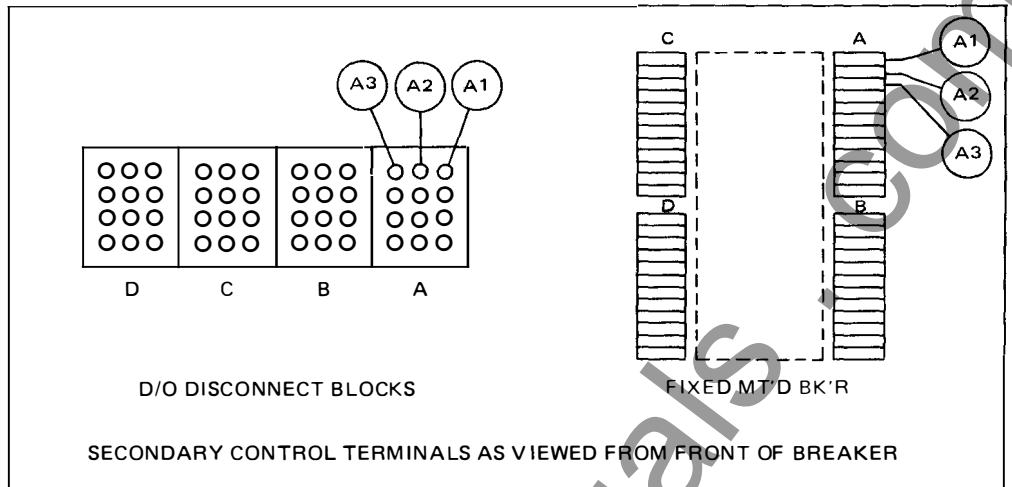 C A
A1
A3 A2 A1
A2
A3
D B
D C B A
D/O DISCONNECT BLOCKS
FIXED MT'D BK'R
SECONDARY CONTROL TERMINALS AS VIEWED FROM FRONT OF BREAKER